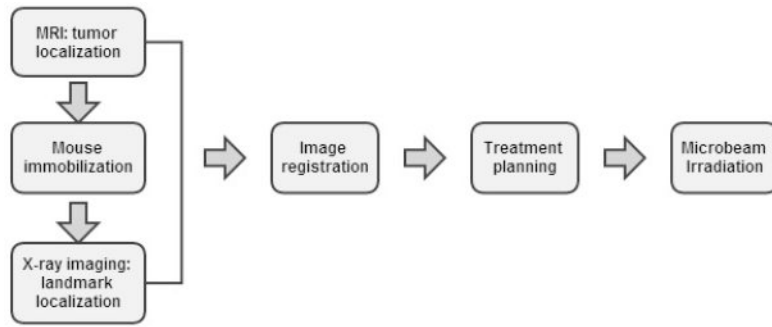 MRI: tumor
localization
Mouse
immobilization
X-ray imaging:
landmark
localization
Image
registration
Treatment
planning
Microbeam
Irradiation